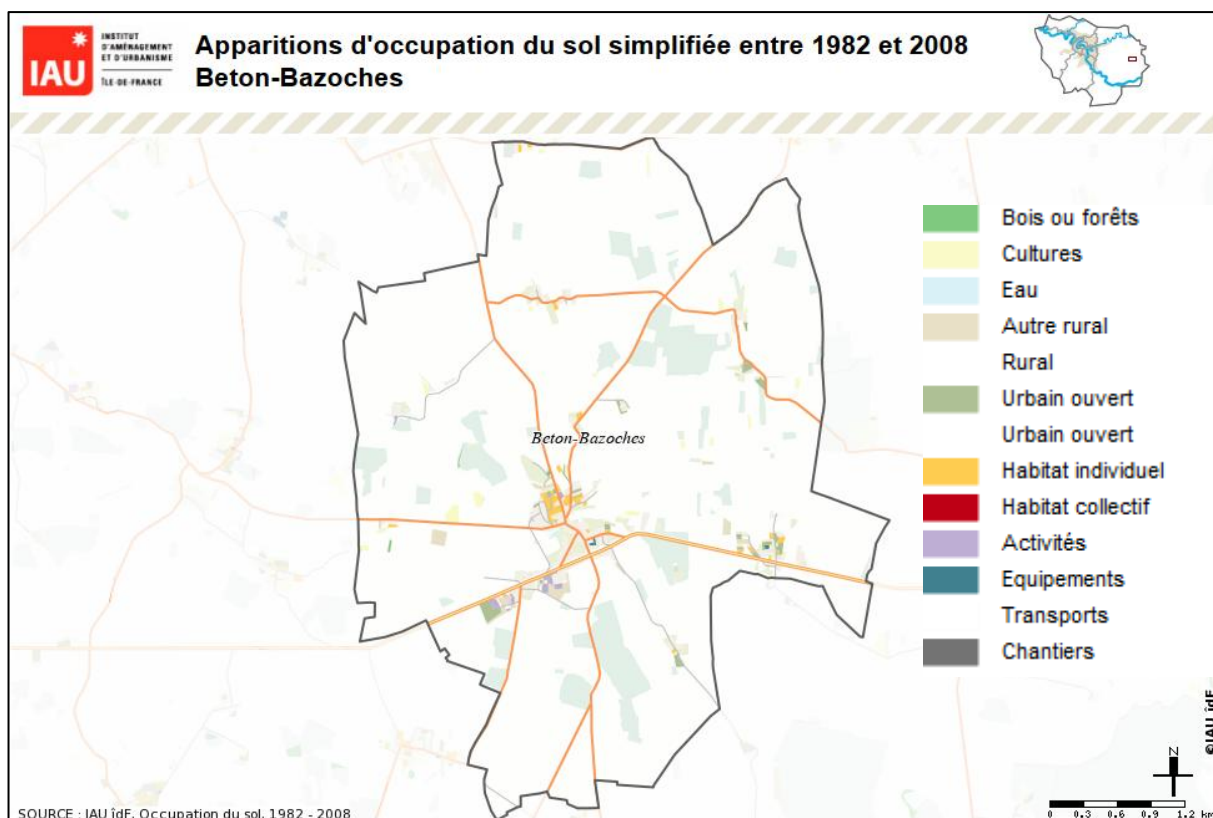 IAU
INSTITUT
D'AMÉNAGEMENT
ET D'URBANISME
ÎLE-DE-FRANCE
Apparitions d'occupation du sol simplifiée entre 1982 et 2008
Beton-Bazoches
Bois ou forêts
Cultures
Eau
Autre rural
Rural
Urbain ouvert
Urbain ouvert
Habitat individuel
Habitat collectif
Activités
Equipements
Transports
Chantiers
Beton-Bazoches
©IAU îdF
N
0 0.3 0.6 0.9 1.2 km
SOURCE : IAU îdF, Occupation du sol, 1982 - 2008